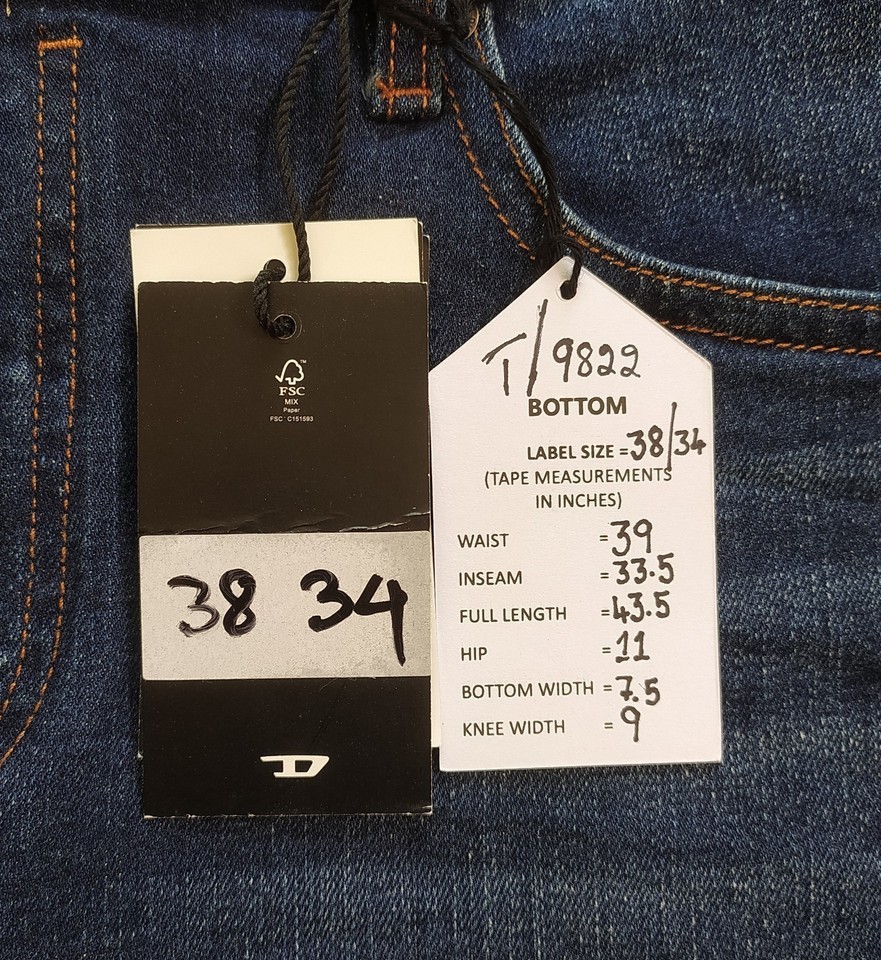 FSC™
MIX
Paper
FSC® C151593
38 34
D
T/9822
BOTTOM
LABEL SIZE =38/34
(TAPE MEASUREMENTS
IN INCHES)
WAIST =39
INSEAM =33.5
FULL LENGTH =43.5
HIP =11
BOTTOM WIDTH =7.5
KNEE WIDTH =9